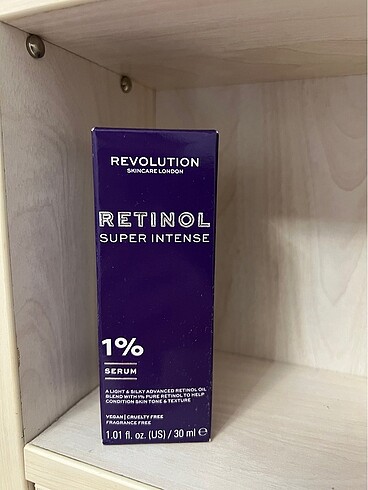 REVOLUTION
SKINCARE LONDON
RETINOL
SUPER INTENSE
1%
SERUM
A LIGHT & SILKY ADVANCED RETINOL OIL
BLEND WITH 1% PURE RETINOL TO HELP
CONDITION SKIN TONE & TEXTURE
VEGAN | CRUELTY FREE
FRAGRANCE FREE
1.01 fl. oz. (US) / 30 ml ℮